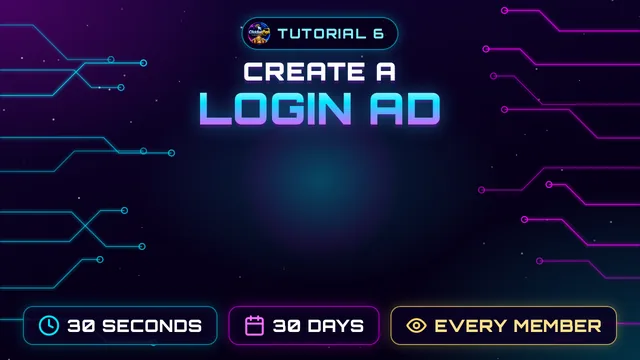 TUTORIAL 6
CREATE A
LOGIN AD
30 SECONDS
30 DAYS
EVERY MEMBER